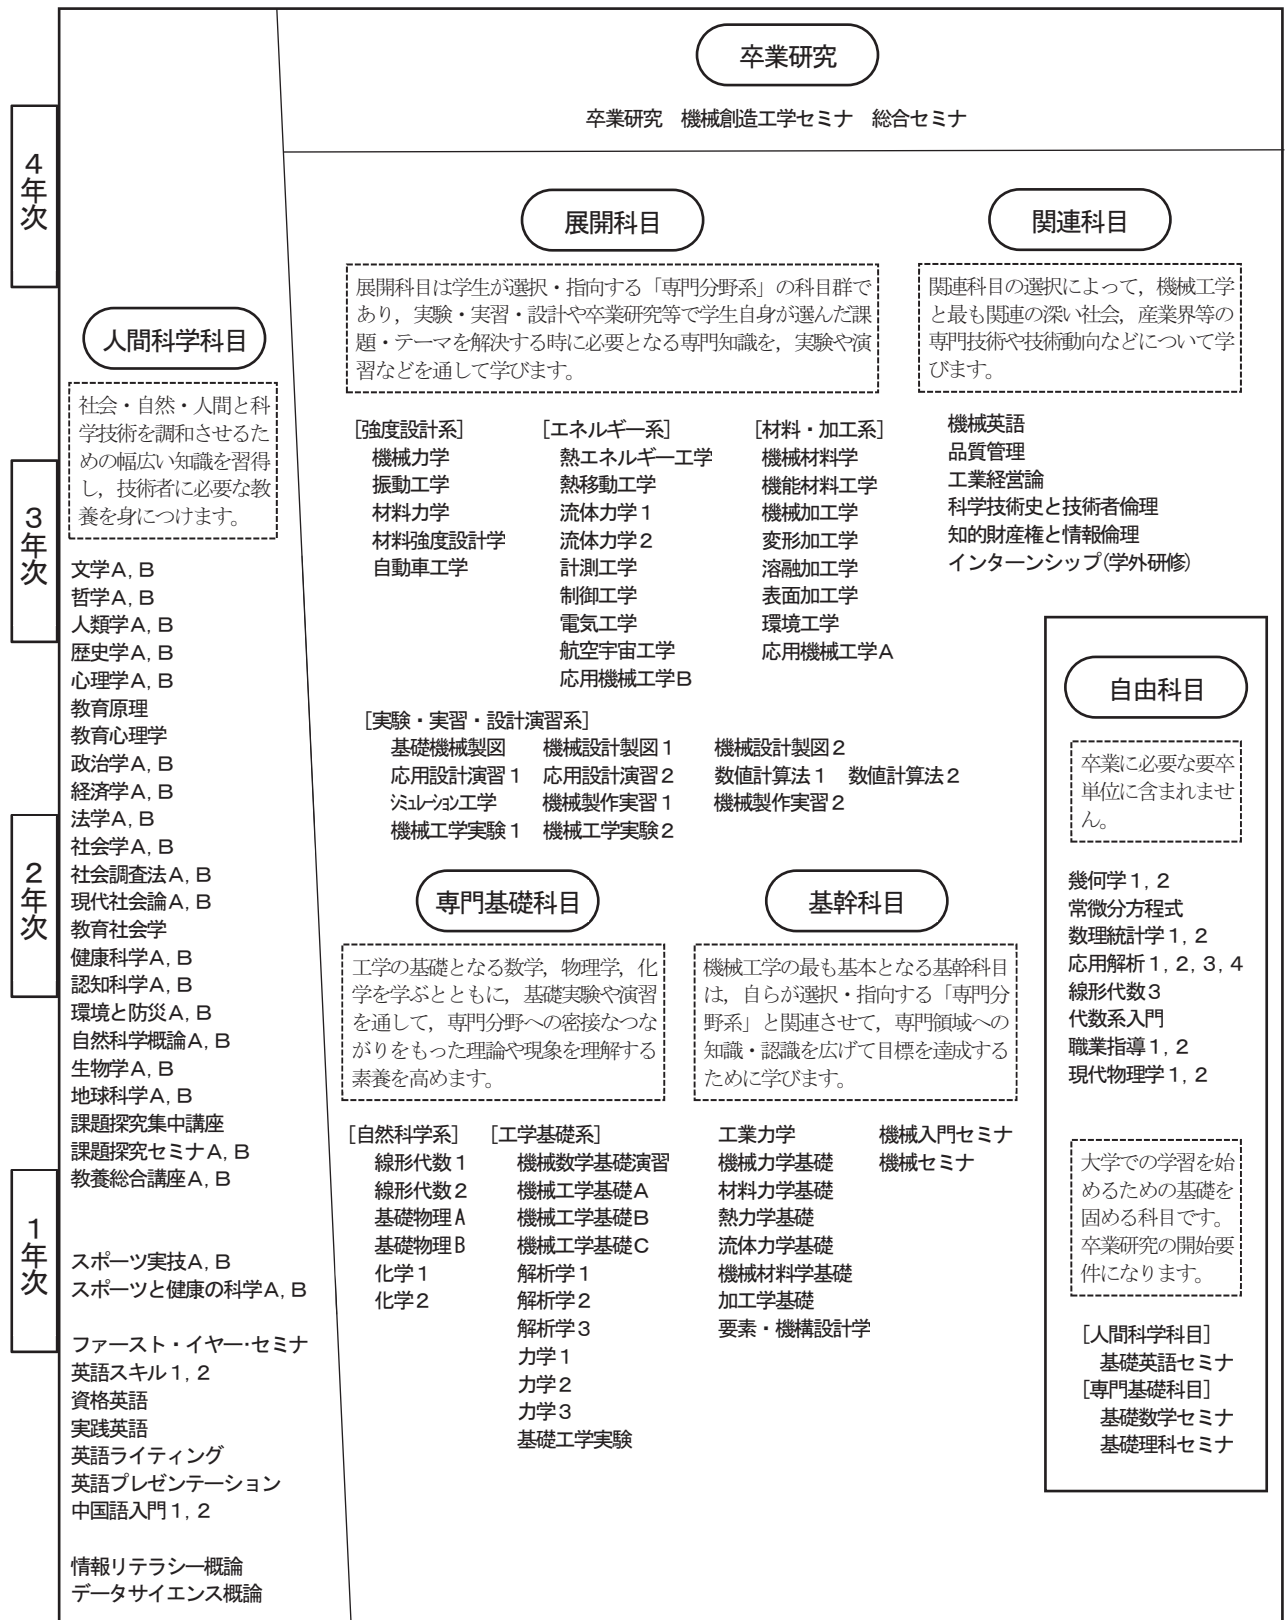 卒業研究
卒業研究　機械創造工学セミナ　総合セミナ
4年次
3年次
2年次
1年次
人間科学科目
社会・自然・人間と科
学技術を調和させるた
めの幅広い知識を習得
し，技術者に必要な教
養を身につけます。
文学A，B
哲学A，B
人類学A，B
歴史学A，B
心理学A，B
教育原理
教育心理学
政治学A，B
経済学A，B
法学A，B
社会学A，B
社会調査法A，B
現代社会論A，B
教育社会学
健康科学A，B
認知科学A，B
環境と防災A，B
自然科学概論A，B
生物学A，B
地球科学A，B
課題探究集中講座
課題探究セミナA，B
教養総合講座A，B
スポーツ実技A，B
スポーツと健康の科学A，B
ファースト・イヤー・セミナ
英語スキル1，2
資格英語
実践英語
英語ライティング
英語プレゼンテーション
中国語入門1，2
情報リテラシー概論
データサイエンス概論
展開科目
展開科目は学生が選択・指向する「専門分野系」の科目群で
あり，実験・実習・設計や卒業研究等で学生自身が選んだ課
題・テーマを解決する時に必要となる専門知識を，実験や演
習などを通して学びます。
［強度設計系］
機械力学
振動工学
材料力学
材料強度設計学
自動車工学
［エネルギー系］
熱エネルギー工学
熱移動工学
流体力学1
流体力学2
計測工学
制御工学
電気工学
航空宇宙工学
応用機械工学B
［材料・加工系］
機械材料学
機能材料工学
機械加工学
変形加工学
溶融加工学
表面加工学
環境工学
応用機械工学A
［実験・実習・設計演習系］
基礎機械製図　機械設計製図1　機械設計製図2
応用設計演習1　応用設計演習2　数値計算法1　数値計算法2
シミュレーション工学　機械製作実習1　機械製作実習2
機械工学実験1　機械工学実験2
関連科目
関連科目の選択によって，機械工学
と最も関連の深い社会，産業界等の
専門技術や技術動向などについて学
びます。
機械英語
品質管理
工業経営論
科学技術史と技術者倫理
知的財産権と情報倫理
インターンシップ(学外研修)
専門基礎科目
工学の基礎となる数学，物理学，化
学を学ぶとともに，基礎実験や演習
を通して，専門分野への密接なつな
がりをもった理論や現象を理解する
素養を高めます。
［自然科学系］
線形代数1
線形代数2
基礎物理A
基礎物理B
化学1
化学2
［工学基礎系］
機械数学基礎演習
機械工学基礎A
機械工学基礎B
機械工学基礎C
解析学1
解析学2
解析学3
力学1
力学2
力学3
基礎工学実験
基幹科目
機械工学の最も基本となる基幹科目
は，自らが選択・指向する「専門分
野系」と関連させて，専門領域への
知識・認識を広げて目標を達成する
ために学びます。
工業力学
機械力学基礎
材料力学基礎
熱力学基礎
流体力学基礎
機械材料学基礎
加工学基礎
要素・機構設計学
機械入門セミナ
機械セミナ
自由科目
卒業に必要な要卒
単位に含まれませ
ん。
幾何学1，2
常微分方程式
数理統計学1，2
応用解析1，2，3，4
線形代数3
代数系入門
職業指導1，2
現代物理学1，2
大学での学習を始
めるための基礎を
固める科目です。
卒業研究の開始要
件になります。
［人間科学科目］
基礎英語セミナ
［専門基礎科目］
基礎数学セミナ
基礎理科セミナ